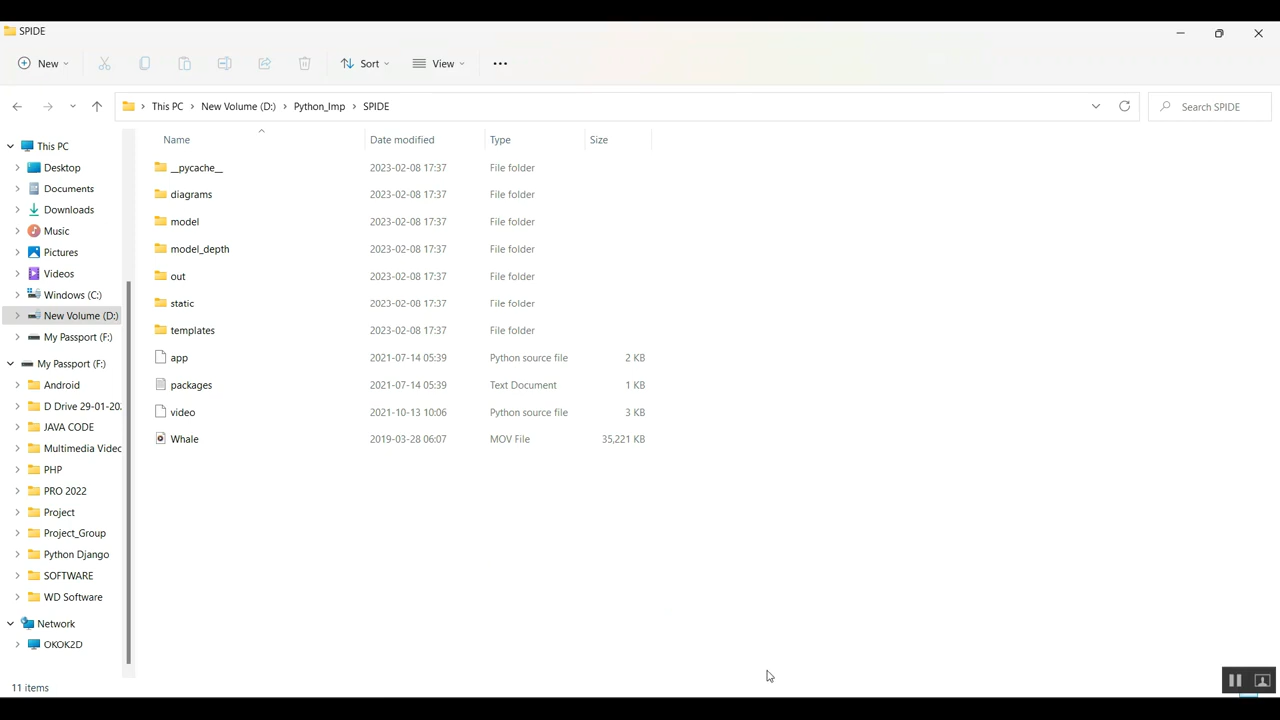 SPIDE
New
Sort
View
This PC > New Volume (D:) > Python_Imp > SPIDE
Search SPIDE
Name Date modified Type Size
This PC
Desktop
Documents
Downloads
Music
Pictures
Videos
Windows (C:)
New Volume (D:)
My Passport (F:)
My Passport (F:)
Android
D Drive 29-01-20
JAVA CODE
Multimedia Videc
PHP
PRO 2022
Project
Project_Group
Python Django
SOFTWARE
WD Software
Network
OKOK2D
__pycache__ 2023-02-08 17:37 File folder
diagrams 2023-02-08 17:37 File folder
model 2023-02-08 17:37 File folder
model_depth 2023-02-08 17:37 File folder
out 2023-02-08 17:37 File folder
static 2023-02-08 17:37 File folder
templates 2023-02-08 17:37 File folder
app 2021-07-14 05:39 Python source file 2 KB
packages 2021-07-14 05:39 Text Document 1 KB
video 2021-10-13 10:06 Python source file 3 KB
Whale 2019-03-28 06:07 MOV File 35,221 KB
11 items